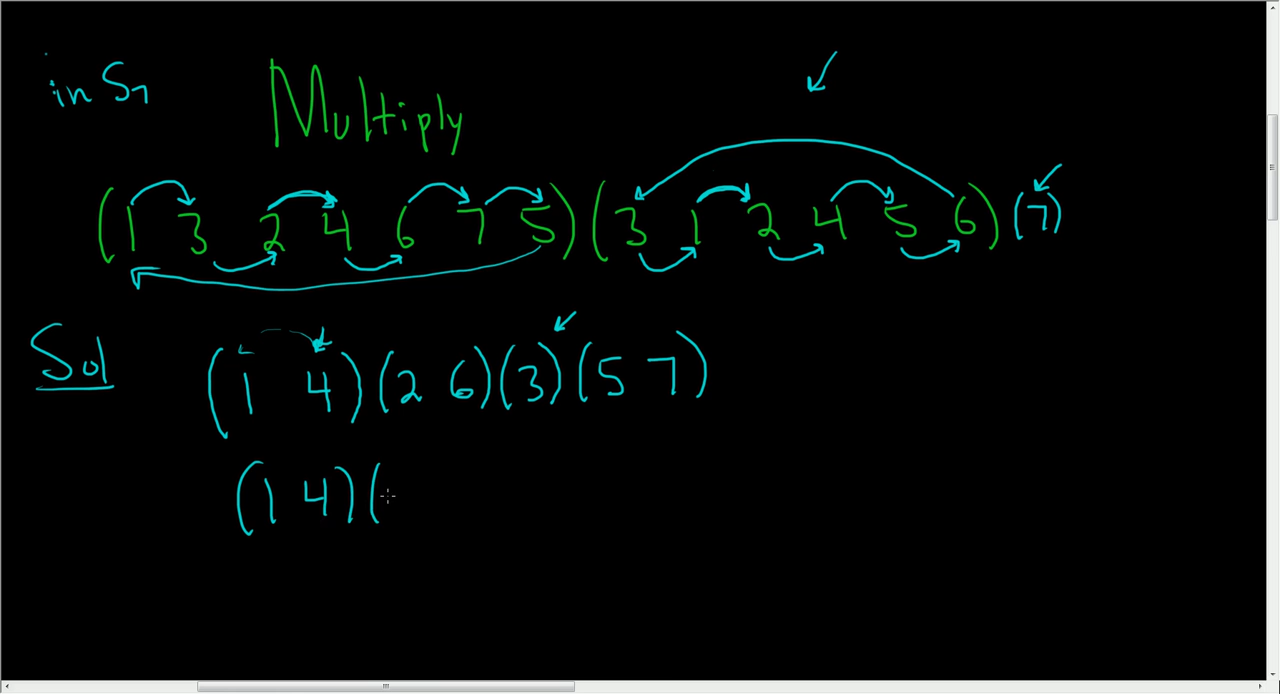 in S7
Multiply
(1 3 2 4 6 7 5)(3 1 2 4 5 6)(7)
Sol
(1 4)(2 6)(3)(5 7)
(1 4)(